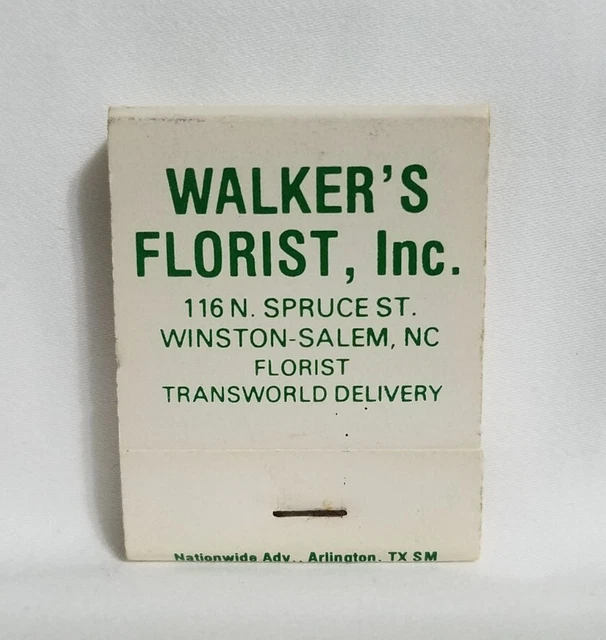 WALKER'S
FLORIST, Inc.
116 N. SPRUCE ST.
WINSTON-SALEM, NC
FLORIST
TRANSWORLD DELIVERY
Nationwide Adv., Arlington, TX SM